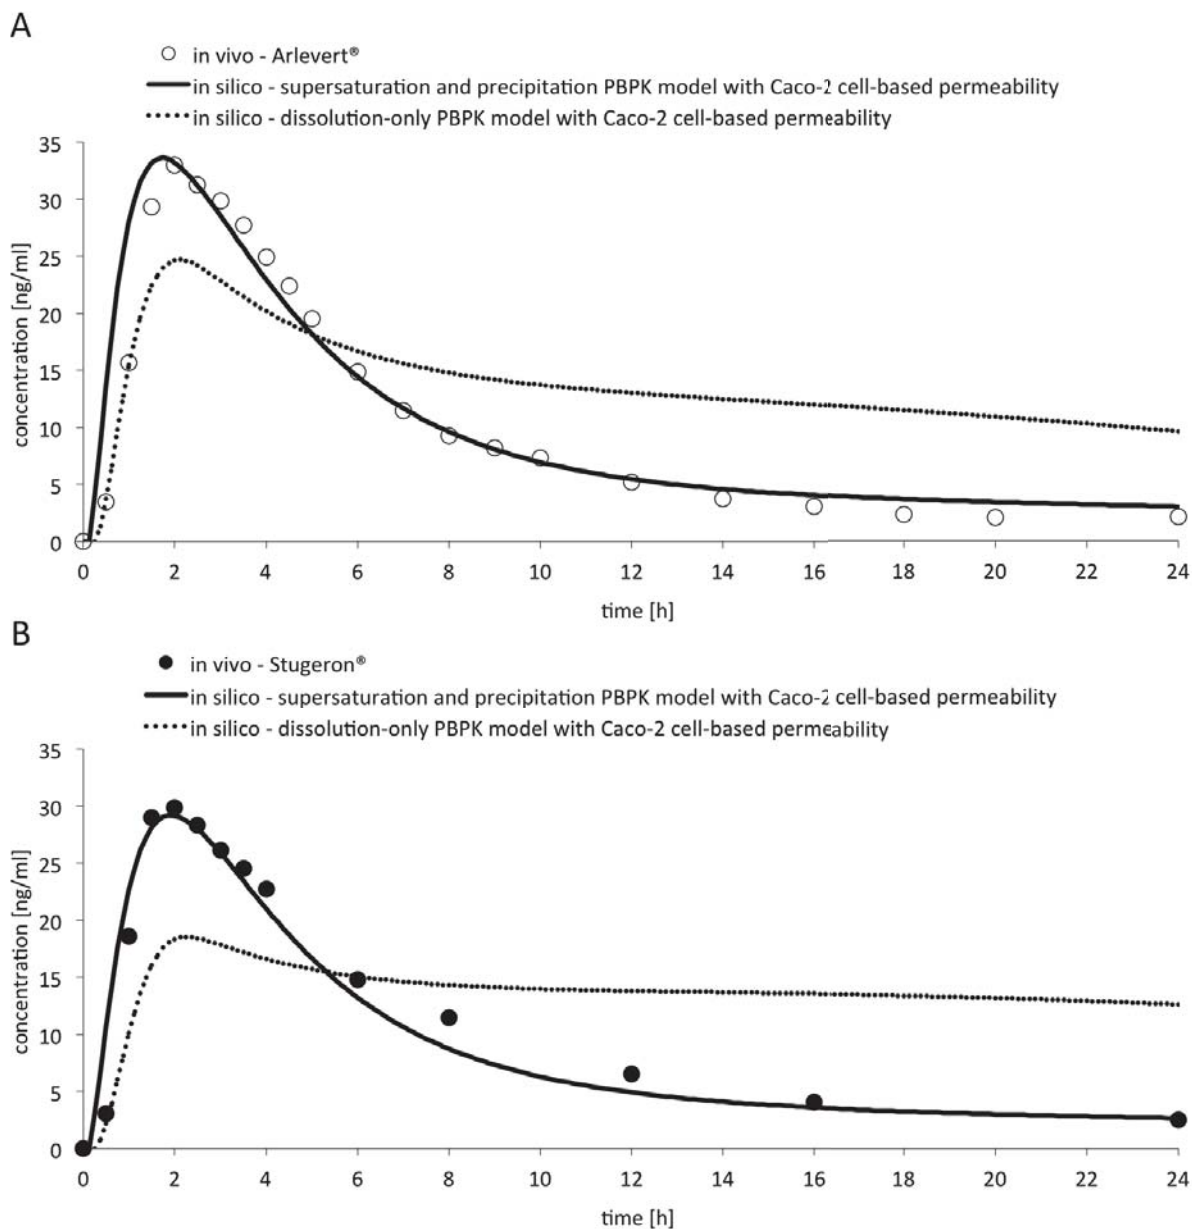 A
in vivo - Arlevert®
in silico - supersaturation and precipitation PBPK model with Caco-2 cell-based permeability
in silico - dissolution-only PBPK model with Caco-2 cell-based permeability
35
30
25
20
15
10
5
0
concentration [ng/ml]
0 2 4 6 8 10 12 14 16 18 20 22 24
time [h]
B
in vivo - Stugeron®
in silico - supersaturation and precipitation PBPK model with Caco-2 cell-based permeability
in silico - dissolution-only PBPK model with Caco-2 cell-based permeability
35
30
25
20
15
10
5
0
concentration [ng/ml]
0 2 4 6 8 10 12 14 16 18 20 22 24
time [h]